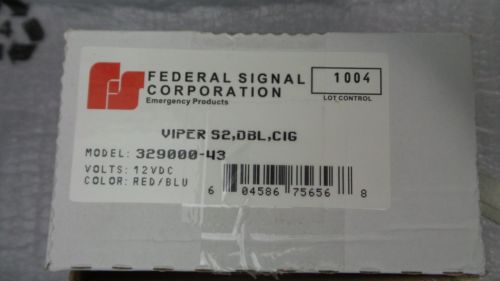 FEDERAL SIGNAL
CORPORATION
Emergency Products
1004
LOT CONTROL
VIPER S2,DBL,CIG
MODEL: 329000-43
VOLTS: 12VDC
COLOR: RED/BLU
6 04586 75656 8